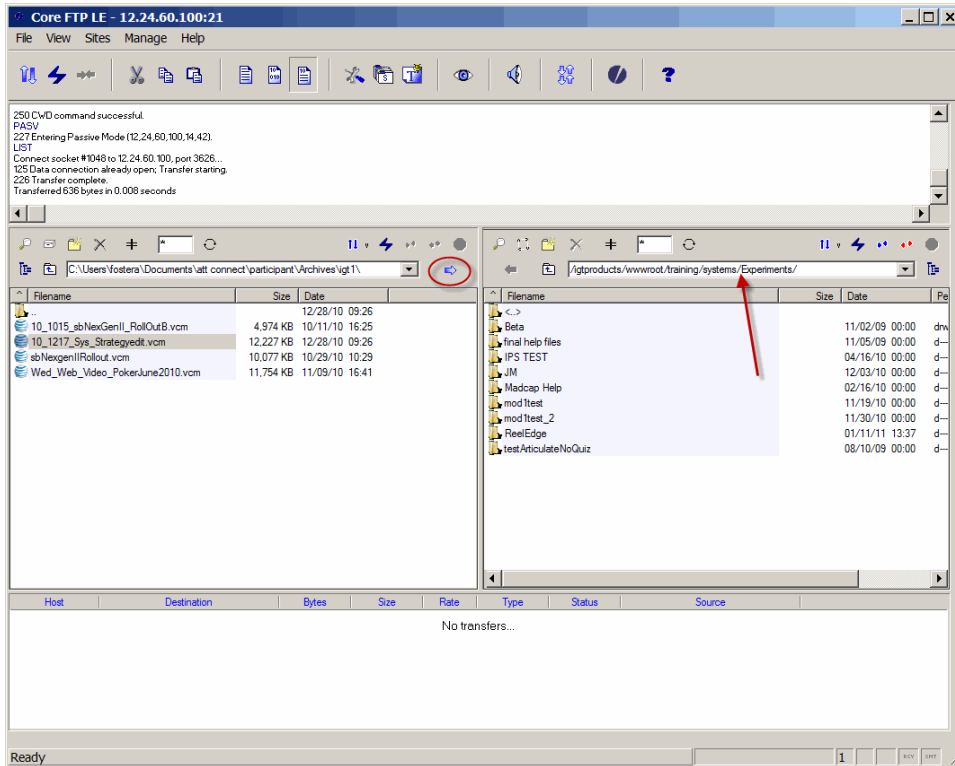 Core FTP LE - 12.24.60.100:21
File View Sites Manage Help
250 CWD command successful.
PASV
227 Entering Passive Mode (12,24,60,100,14,42).
LIST
Connect socket #1048 to 12.24.60.100, port 3626...
125 Data connection already open; Transfer starting.
226 Transfer complete.
Transferred 636 bytes in 0.008 seconds
C:\Users\fostera\Documents\att connect\participant\Archives\igt1\
/igtproducts/wwwroot/training/systems/Experiments/
^ Filename Size Date
.. 12/28/10 09:26
10_1015_sbNexGenII_RollOutB.vcm 4,974 KB 10/11/10 16:25
10_1217_Sys_Strategyedit.vcm 12,227 KB 12/28/10 09:26
sbNexgenIIRollout.vcm 10,077 KB 10/29/10 10:29
Wed_Web_Video_PokerJune2010.vcm 11,754 KB 11/09/10 16:41
^ Filename Size Date Pe
<..>
Beta 11/02/09 00:00 drw
final help files 11/05/09 00:00 d---
IPS TEST 04/16/10 00:00 d---
JM 12/03/10 00:00 d---
Madcap Help 02/16/10 00:00 d---
mod1test 11/19/10 00:00 d---
mod1test_2 11/30/10 00:00 d---
ReelEdge 01/11/11 13:37 d---
testArticulateNoQuiz 08/10/09 00:00 d---
Host Destination Bytes Size Rate Type Status Source
No transfers...
Ready 1